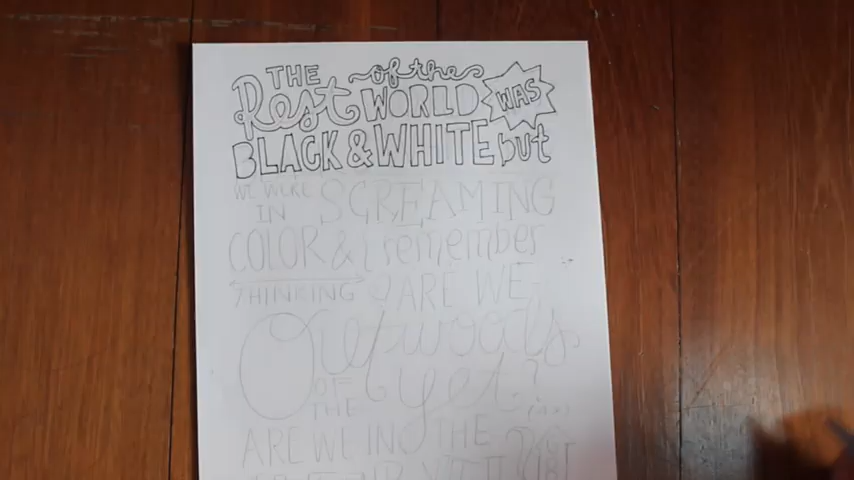 THE of the
Rest WORLD WAS
BLACK & WHITE but
WE WERE SCREAMING
IN
COLOR & I remember
THINKING ARE WE
Out woods
OF yet?
THE
ARE WE IN THE